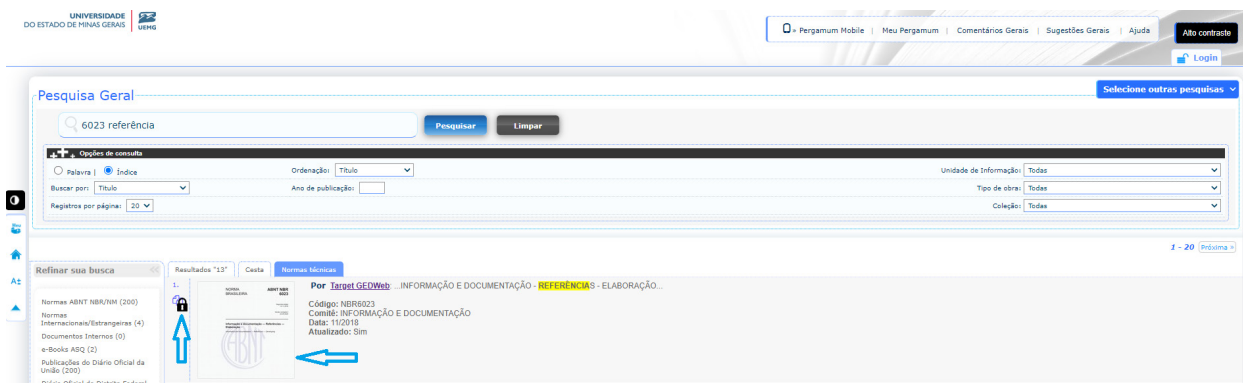 UNIVERSIDADE
DO ESTADO DE MINAS GERAIS
UEMG
Pergamum Mobile | Meu Pergamum | Comentários Gerais | Sugestões Gerais | Ajuda
Alto contraste
Login
Pesquisa Geral
Selecione outras pesquisas
6023 referência
Pesquisar
Limpar
Opções de consulta
Palavra | Índice
Ordenação: Título
Unidade de Informação: Todas
Buscar por: Título
Ano de publicação:
Tipo de obra: Todas
Registros por página: 20
Coleção: Todas
1 - 20 Próxima »
Refinar sua busca
Resultados "13"
Cesta
Normas técnicas
1.
NORMA BRASILEIRA
ABNT NBR 6023
ABNT
Por Target GEDWeb: ...INFORMAÇÃO E DOCUMENTAÇÃO - REFERÊNCIAS - ELABORAÇÃO...
Código: NBR6023
Comitê: INFORMAÇÃO E DOCUMENTAÇÃO
Data: 11/2018
Atualizado: Sim
Normas ABNT NBR/NM (200)
Normas
Internacionais/Estrangeiras (4)
Documentos Internos (0)
e-Books ASQ (2)
Publicações do Diário Oficial da
União (200)